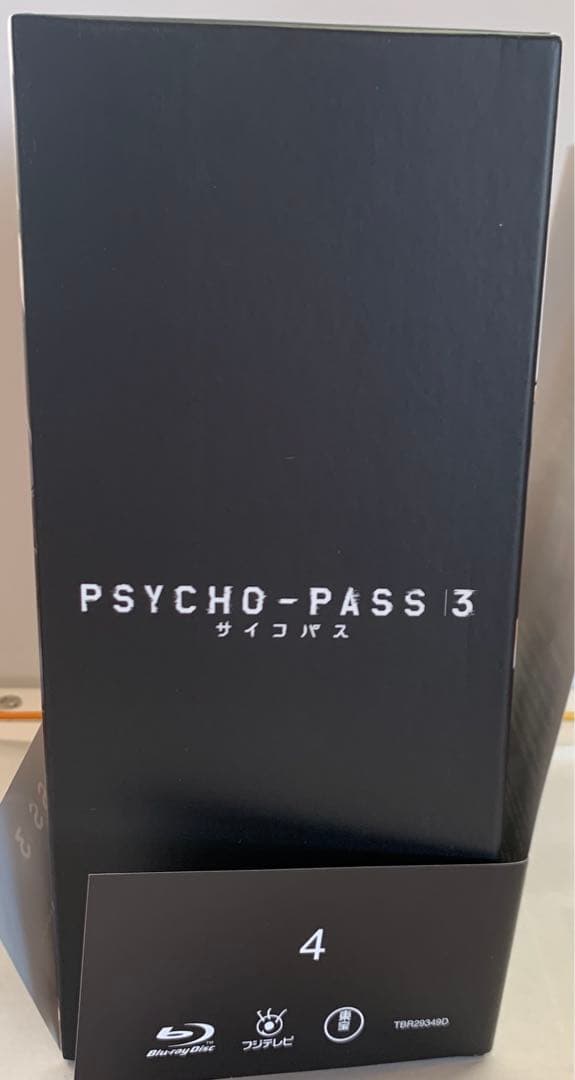 PSYCHO-PASS 3
サイコパス
4
Blu-ray Disc
TM
フジテレビ
東宝
TBR29349D